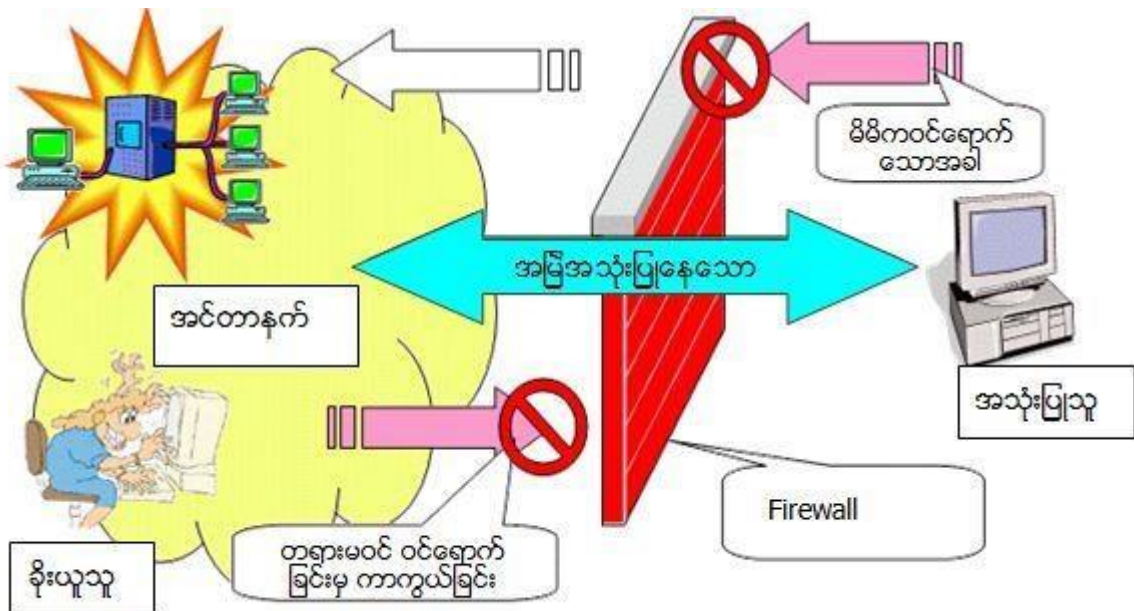 မိမိကဝင်ရောက်
သောအခါ
အမြဲအသုံးပြုနေသော
အင်တာနက်
အသုံးပြုသူ
Firewall
တရားမဝင် ဝင်ရောက်
ခြင်းမှ ကာကွယ်ခြင်း
ခိုးယူသူ